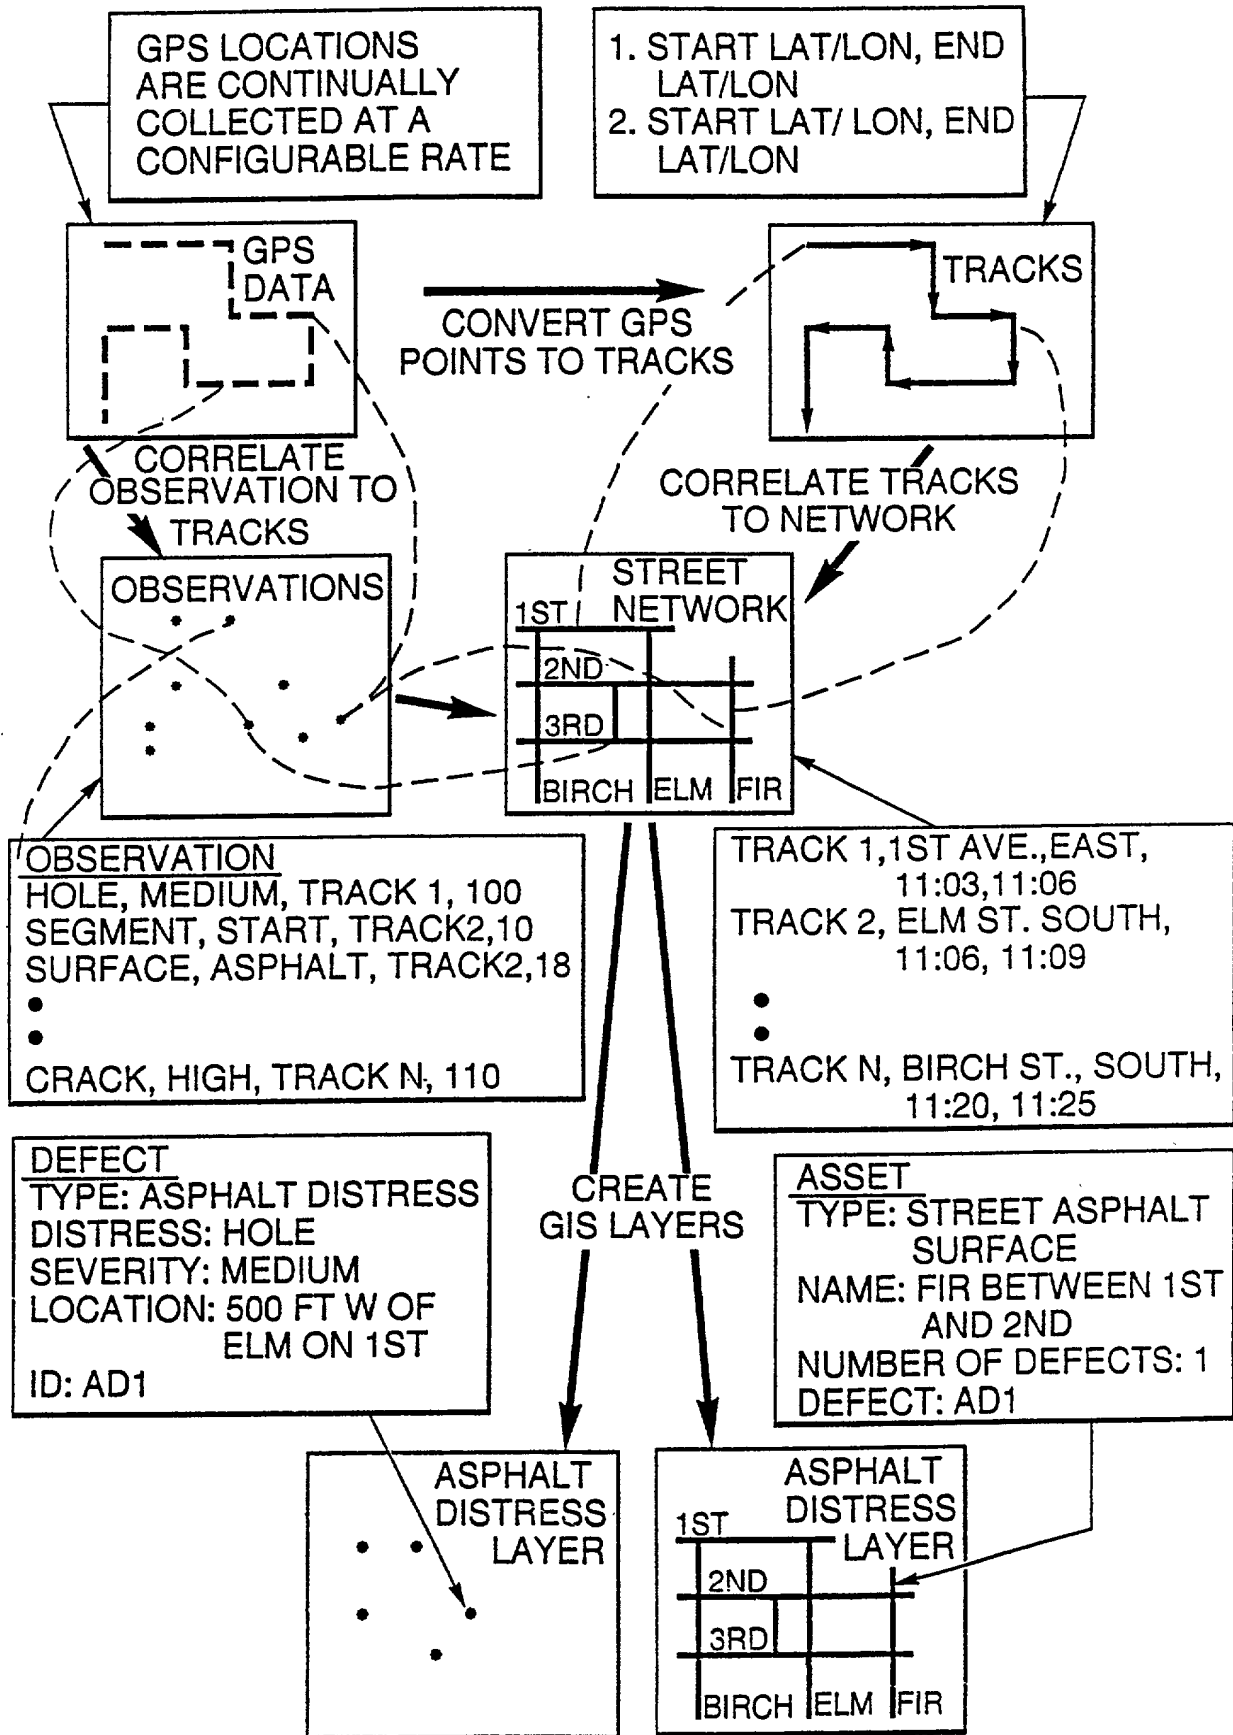 GPS LOCATIONS
ARE CONTINUALLY
COLLECTED AT A
CONFIGURABLE RATE
1. START LAT/LON, END
LAT/LON
2. START LAT/ LON, END
LAT/LON
GPS
DATA
CONVERT GPS
POINTS TO TRACKS
TRACKS
CORRELATE
OBSERVATION TO
TRACKS
CORRELATE TRACKS
TO NETWORK
OBSERVATIONS
STREET
NETWORK
1ST
2ND
3RD
BIRCH
ELM
FIR
OBSERVATION
HOLE, MEDIUM, TRACK 1, 100
SEGMENT, START, TRACK2,10
SURFACE, ASPHALT, TRACK2,18
•
•
CRACK, HIGH, TRACK N, 110
TRACK 1,1ST AVE.,EAST,
11:03,11:06
TRACK 2, ELM ST. SOUTH,
11:06, 11:09
•
•
TRACK N, BIRCH ST., SOUTH,
11:20, 11:25
DEFECT
TYPE: ASPHALT DISTRESS
DISTRESS: HOLE
SEVERITY: MEDIUM
LOCATION: 500 FT W OF
ELM ON 1ST
ID: AD1
CREATE
GIS LAYERS
ASSET
TYPE: STREET ASPHALT
SURFACE
NAME: FIR BETWEEN 1ST
AND 2ND
NUMBER OF DEFECTS: 1
DEFECT: AD1
ASPHALT
DISTRESS
LAYER
ASPHALT
DISTRESS
LAYER
1ST
2ND
3RD
BIRCH
ELM
FIR